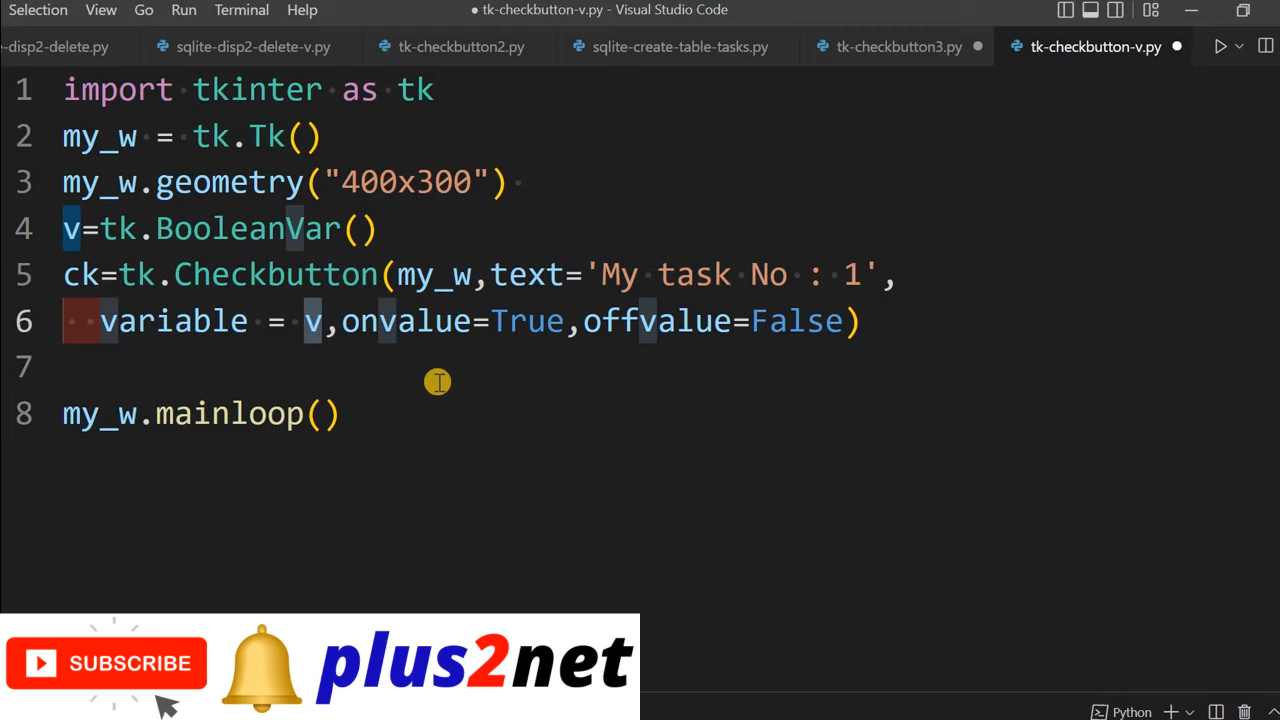 Selection View Go Run Terminal Help ● tk-checkbutton-v.py - Visual Studio Code
-disp2-delete.py sqlite-disp2-delete-v.py tk-checkbutton2.py sqlite-create-table-tasks.py tk-checkbutton3.py tk-checkbutton-v.py
1 import tkinter as tk
2 my_w = tk.Tk()
3 my_w.geometry("400x300")
4 v=tk.BooleanVar()
5 ck=tk.Checkbutton(my_w,text='My task No : 1',
6 variable = v,onvalue=True,offvalue=False)
7
8 my_w.mainloop()
SUBSCRIBE plus2net
Python